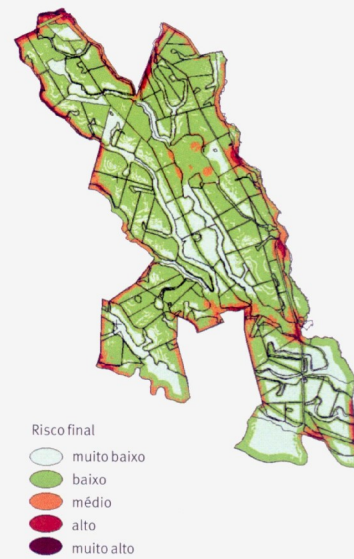 Risco final
muito baixo
baixo
médio
alto
muito alto